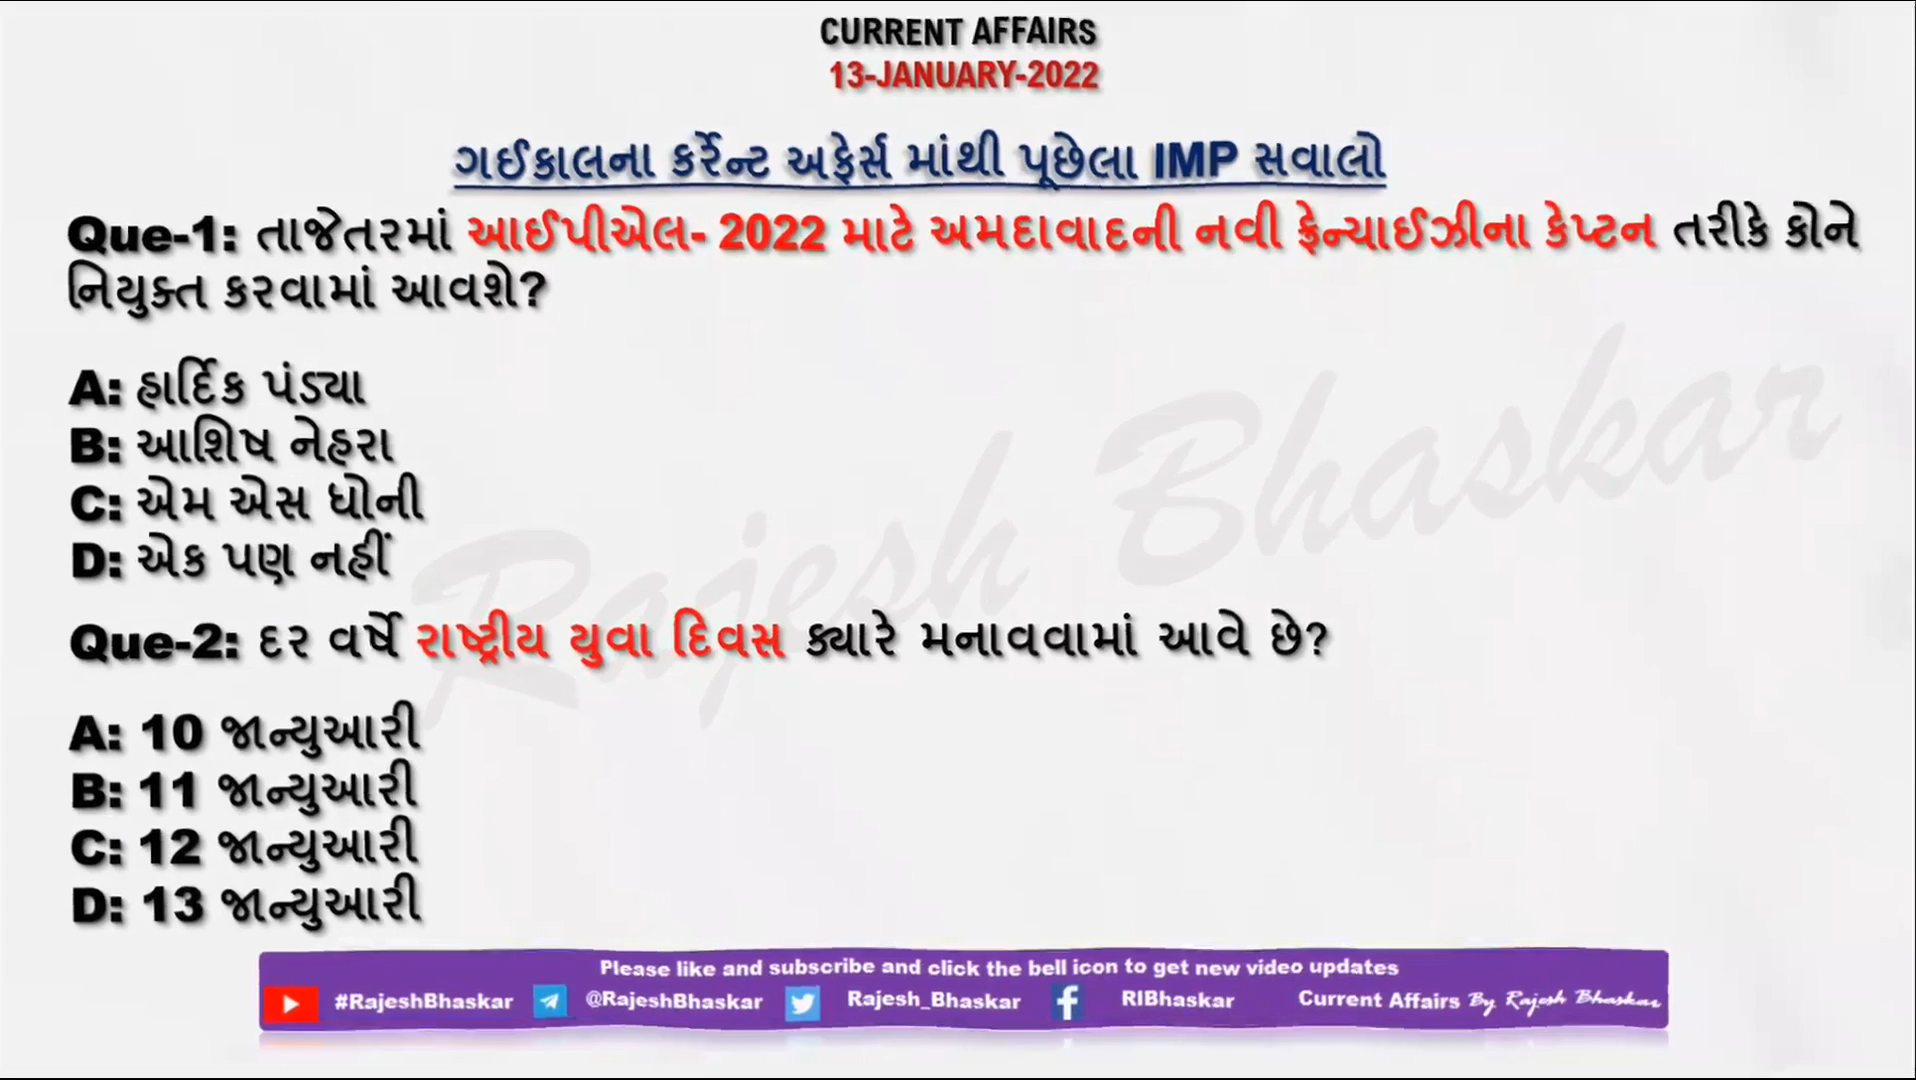 CURRENT AFFAIRS
13-JANUARY-2022
ગઈકાલના કર્રેન્ટ અફેર્સ માંથી પૂછેલા IMP સવાલો
Que-1: તાજેતરમાં આઈપીએલ- 2022 માટે અમદાવાદની નવી ફ્રેન્ચાઈઝીના કેપ્ટન તરીકે કોને
નિયુક્ત કરવામાં આવશે?
A: હાર્દિક પંડ્યા
B: આશિષ નેહરા
C: એમ એસ ધોની
D: એક પણ નહીં
Que-2: દર વર્ષે રાષ્ટ્રીય યુવા દિવસ ક્યારે મનાવવામાં આવે છે?
A: 10 જાન્યુઆરી
B: 11 જાન્યુઆરી
C: 12 જાન્યુઆરી
D: 13 જાન્યુઆરી
Rajesh Bhaskar
Please like and subscribe and click the bell icon to get new video updates
#RajeshBhaskar @RajeshBhaskar Rajesh_Bhaskar RIBhaskar Current Affairs By Rajesh Bhaskar